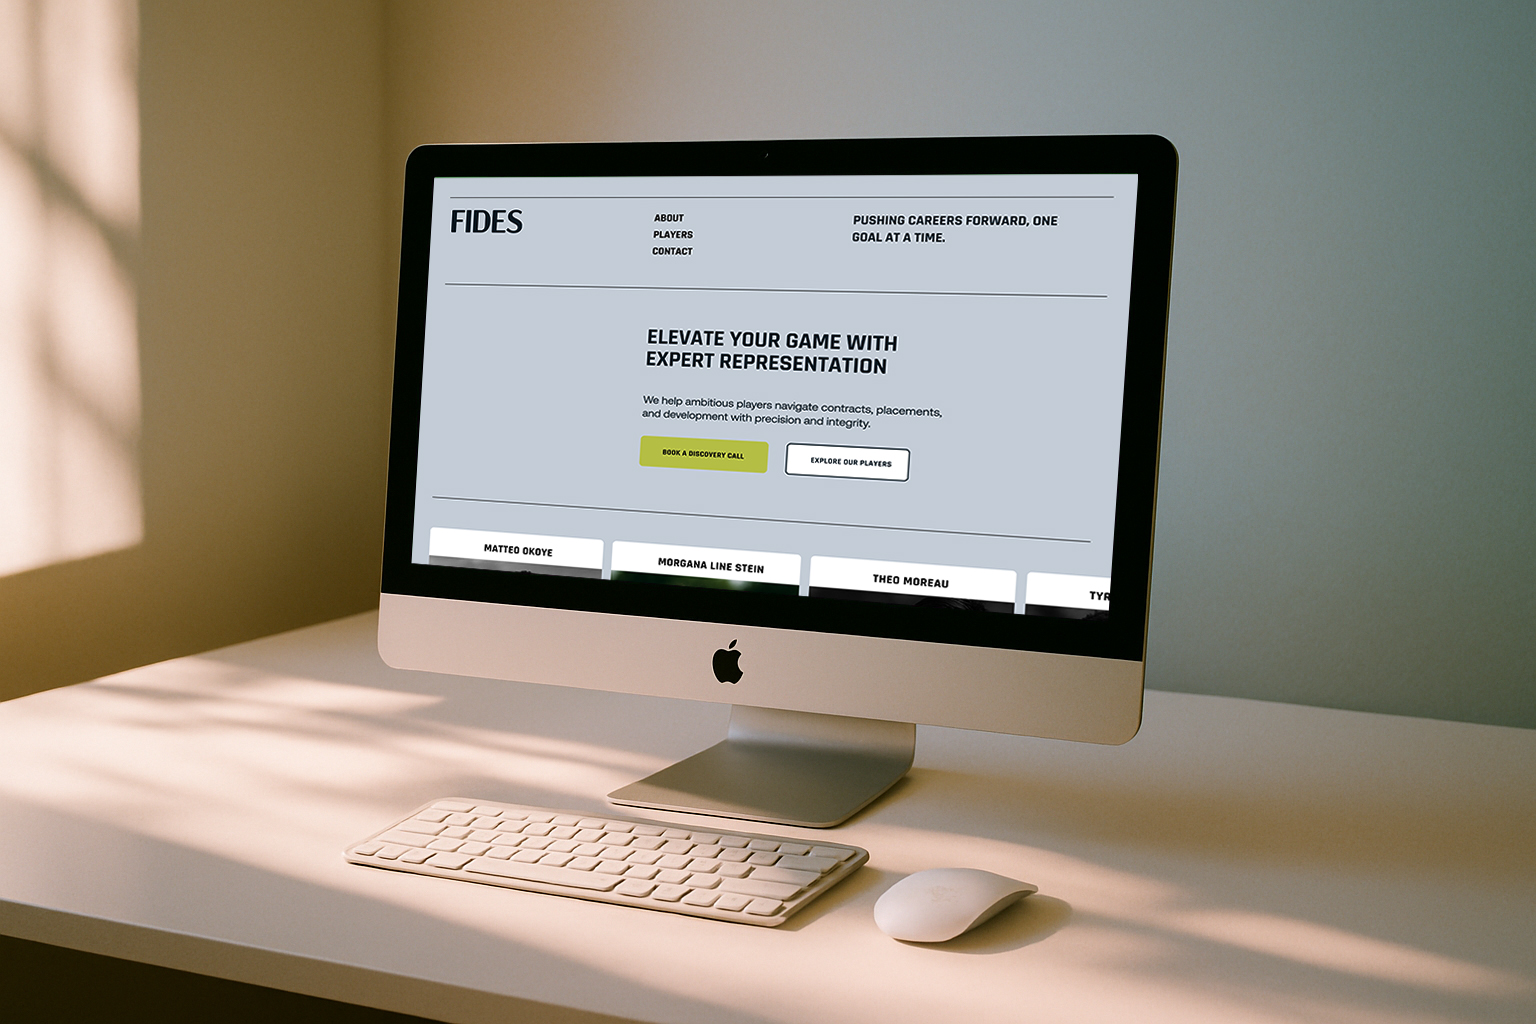 FIDES
ABOUT
PLAYERS
CONTACT
PUSHING CAREERS FORWARD, ONE
GOAL AT A TIME.
ELEVATE YOUR GAME WITH
EXPERT REPRESENTATION
We help ambitious players navigate contracts, placements,
and development with precision and integrity.
BOOK A DISCOVERY CALL
EXPLORE OUR PLAYERS
MATTEO OKOYE
MORGANA LINE STEIN
THEO MOREAU
TYR